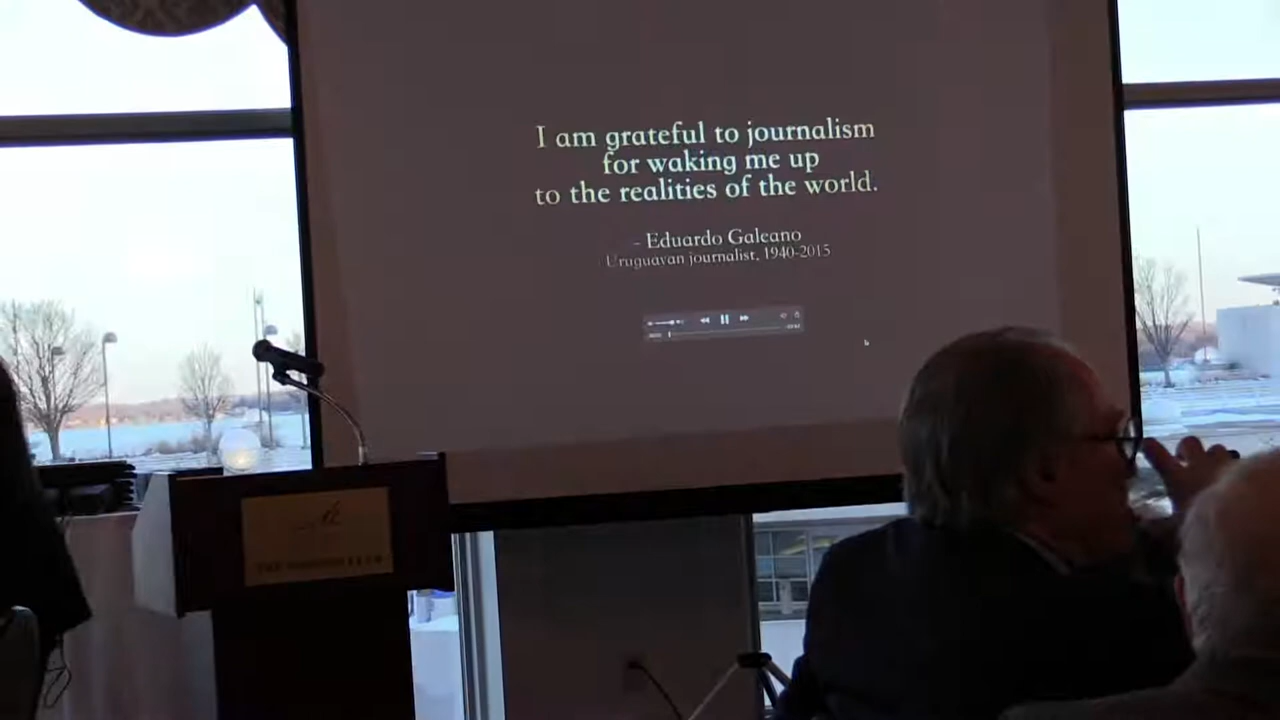 I am grateful to journalism
for waking me up
to the realities of the world.
- Eduardo Galeano
Uruguayan journalist, 1940-2015